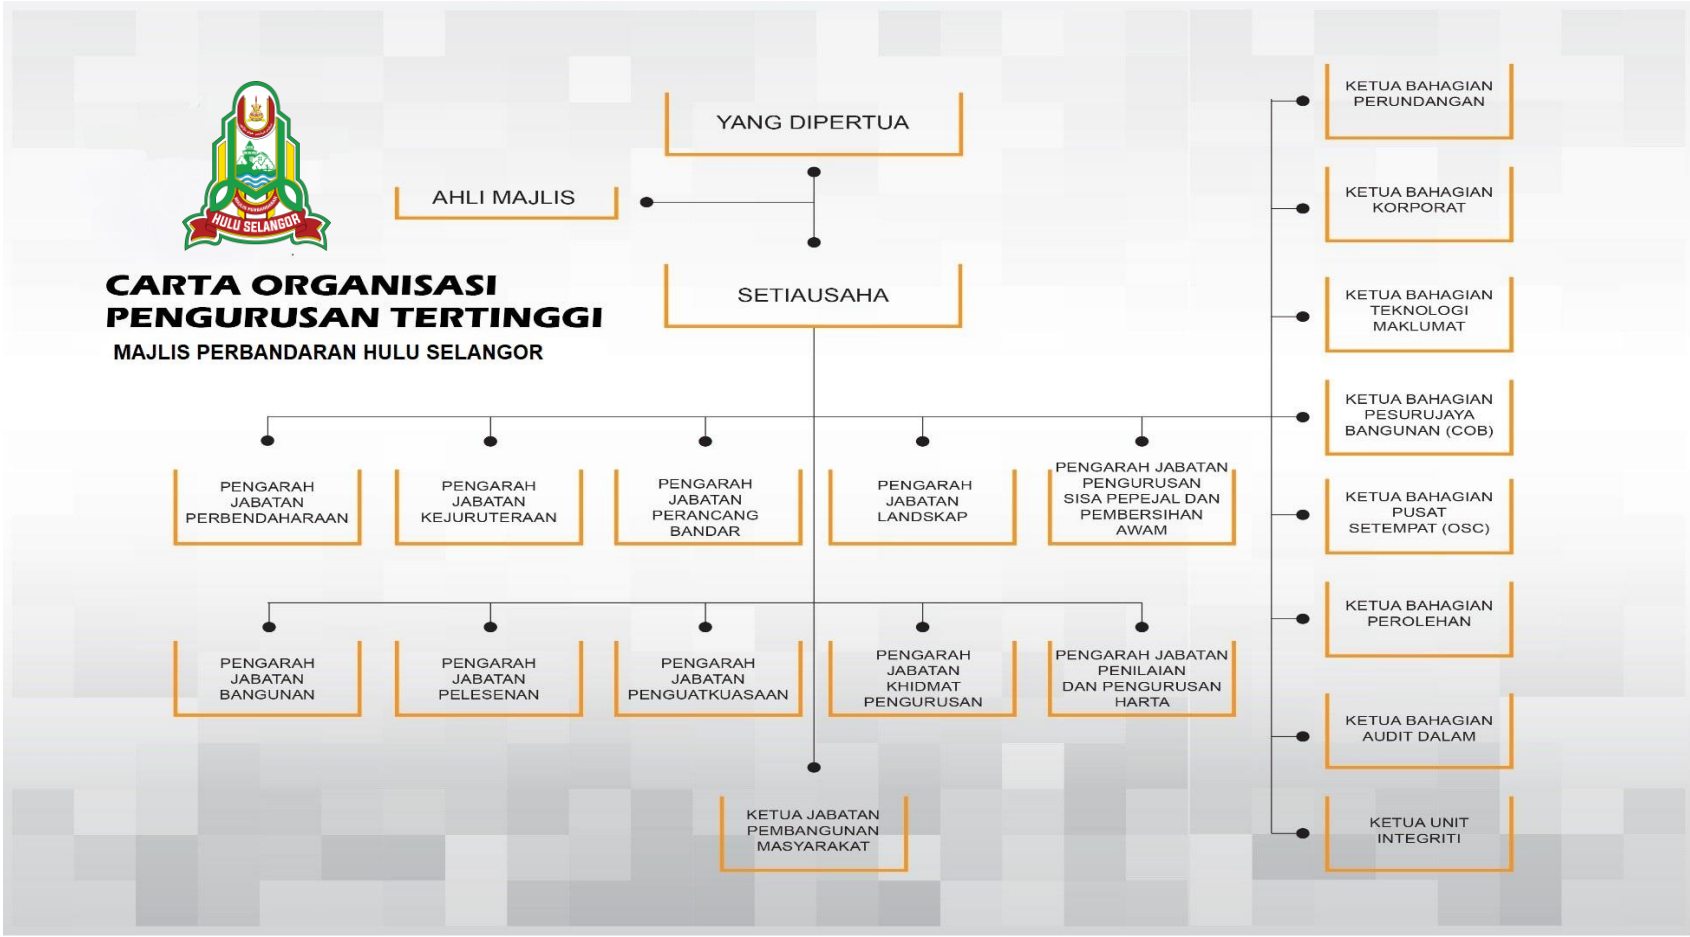 HULU SELANGOR
CARTA ORGANISASI
PENGURUSAN TERTINGGI
MAJLIS PERBANDARAN HULU SELANGOR
YANG DIPERTUA
AHLI MAJLIS
SETIAUSAHA
PENGARAH
JABATAN
PERBENDAHARAAN
PENGARAH
JABATAN
KEJURUTERAAN
PENGARAH
JABATAN
PERANCANG
BANDAR
PENGARAH
JABATAN
LANDSKAP
PENGARAH JABATAN
PENGURUSAN
SISA PEPEJAL DAN
PEMBERSIHAN
AWAM
PENGARAH
JABATAN
BANGUNAN
PENGARAH
JABATAN
PELESENAN
PENGARAH
JABATAN
PENGUATKUASAAN
PENGARAH
JABATAN
KHIDMAT
PENGURUSAN
PENGARAH JABATAN
PENILAIAN
DAN PENGURUSAN
HARTA
KETUA JABATAN
PEMBANGUNAN
MASYARAKAT
KETUA BAHAGIAN
PERUNDANGAN
KETUA BAHAGIAN
KORPORAT
KETUA BAHAGIAN
TEKNOLOGI
MAKLUMAT
KETUA BAHAGIAN
PESURUJAYA
BANGUNAN (COB)
KETUA BAHAGIAN
PUSAT
SETEMPAT (OSC)
KETUA BAHAGIAN
PEROLEHAN
KETUA BAHAGIAN
AUDIT DALAM
KETUA UNIT
INTEGRITI